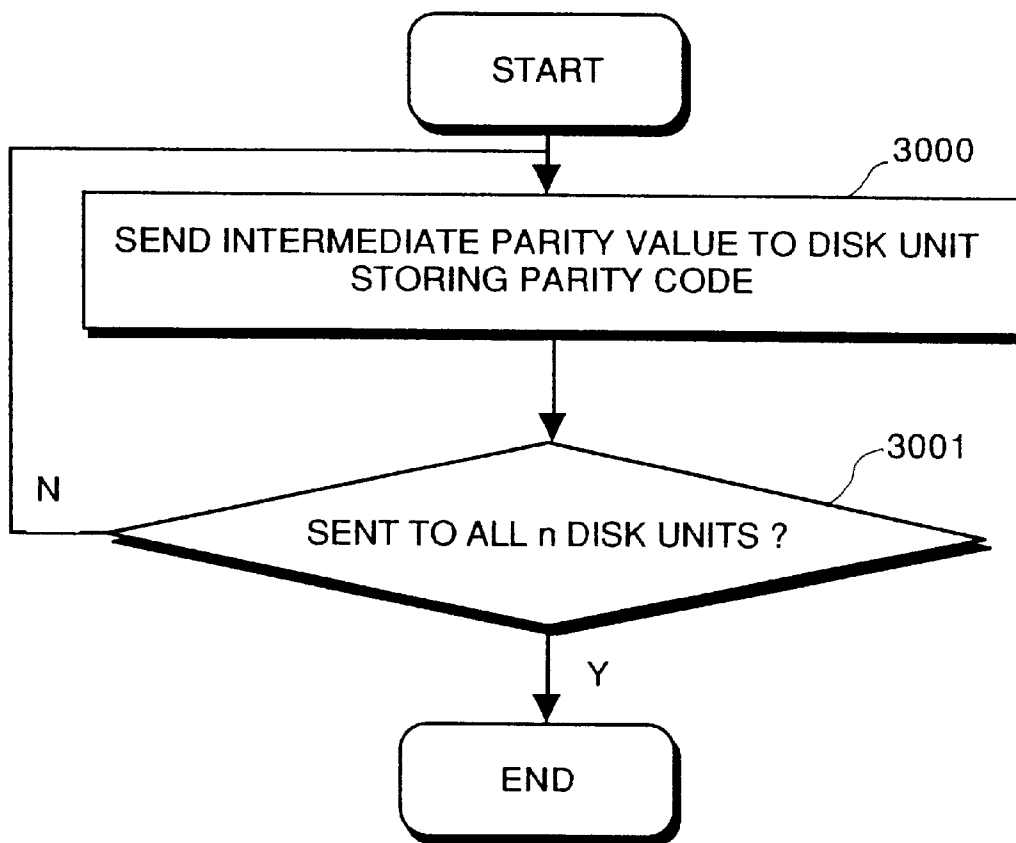 START
3000
SEND INTERMEDIATE PARITY VALUE TO DISK UNIT
STORING PARITY CODE
3001
N
SENT TO ALL n DISK UNITS ?
Y
END